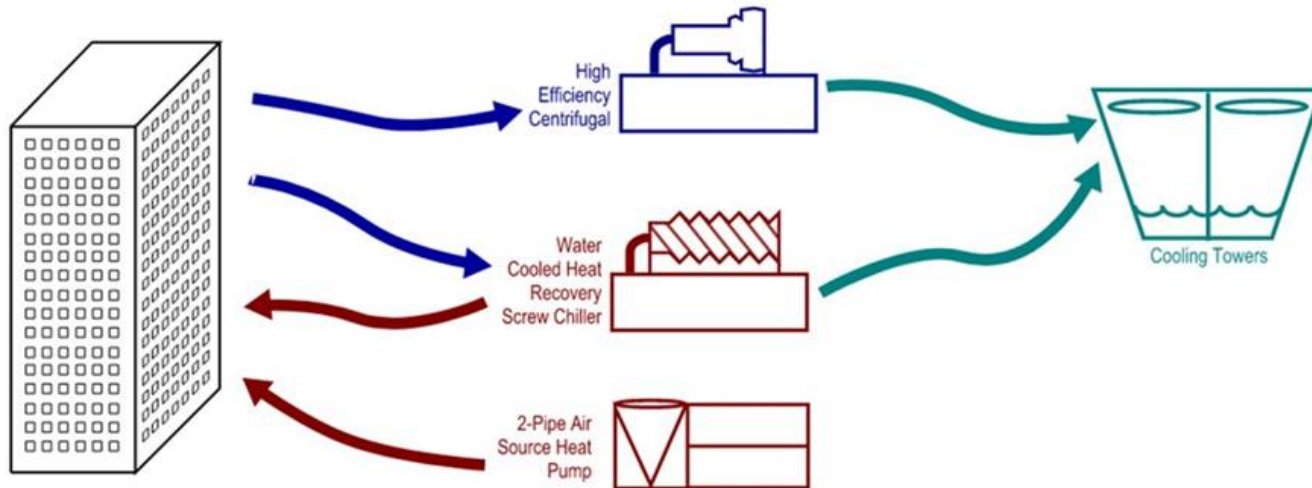 High
Efficiency
Centrifugal
Water
Cooled Heat
Recovery
Screw Chiller
2-Pipe Air
Source Heat
Pump
Cooling Towers